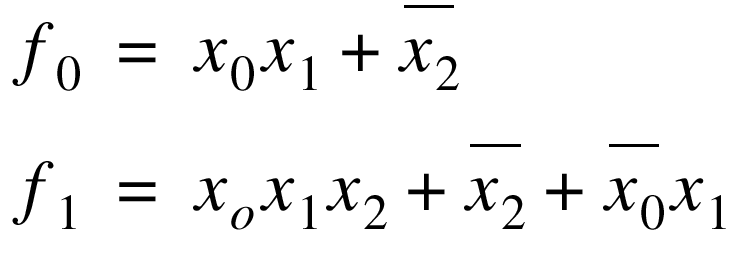 f₀ = x₀x₁ + x̅₂
f₁ = xₒx₁x₂ + x̅₂ + x̅₀x₁